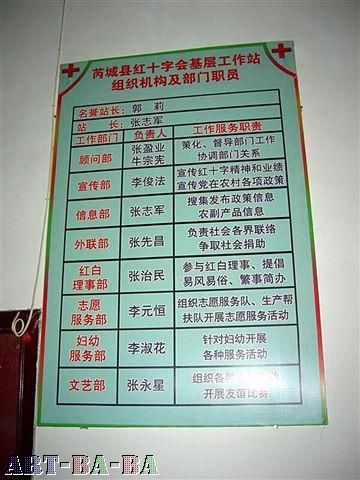 芮城县红十字会基层工作站
组织机构及部门职员
名誉站长: 郭 莉
站 长: 张志军
工作部门 负责人 工作服务职责
顾问部 张盈业 牛宗宪 策化、督导部门工作
协调部门关系
宣传部 李俊法 宣传红十字精神和业绩
宣传党在农村各项政策
信息部 张志军 搜集发布政策信息
农副产品信息
外联部 张先昌 负责社会各界联络
争取社会捐助
红白理事部 张治民 参与红白理事、提倡
易风易俗、繁事简办
志愿服务部 李元恒 组织志愿服务队、生产帮
扶队开展志愿服务活动
妇幼服务部 李淑花 针对妇幼开展
各种服务活动
文艺部 张永星 组织各种
开展友谊比赛
ART-BA-BA